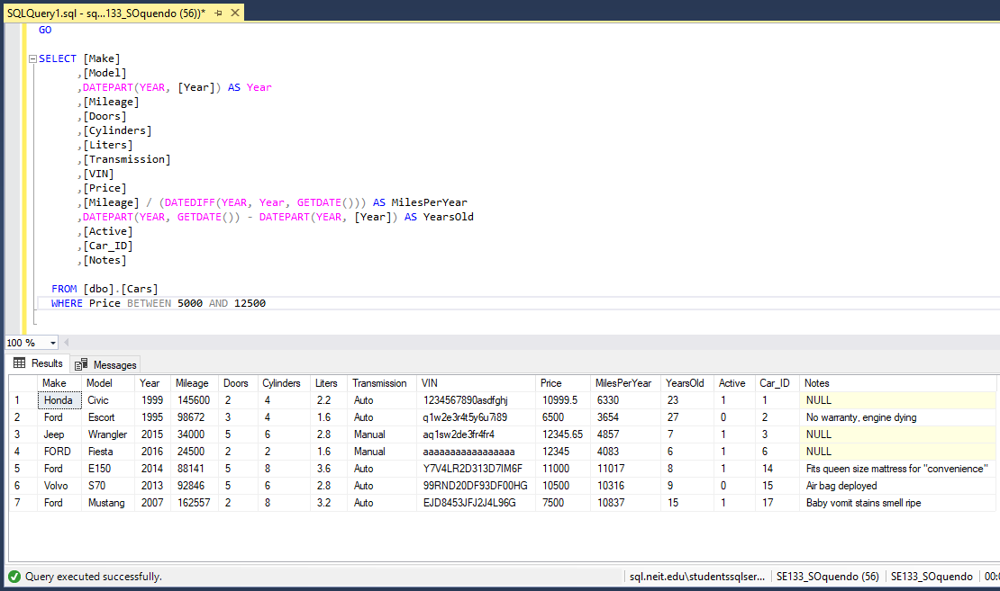 SQLQuery1.sql - sq...133_SOquendo (56))*
GO
SELECT [Make]
,[Model]
,DATEPART(YEAR, [Year]) AS Year
,[Mileage]
,[Doors]
,[Cylinders]
,[Liters]
,[Transmission]
,[VIN]
,[Price]
,[Mileage] / (DATEDIFF(YEAR, Year, GETDATE())) AS MilesPerYear
,DATEPART(YEAR, GETDATE()) - DATEPART(YEAR, [Year]) AS YearsOld
,[Active]
,[Car_ID]
,[Notes]
FROM [dbo].[Cars]
WHERE Price BETWEEN 5000 AND 12500
100 %
Results Messages
Make Model Year Mileage Doors Cylinders Liters Transmission VIN Price MilesPerYear YearsOld Active Car_ID Notes
1 Honda Civic 1999 145600 2 4 2.2 Auto 1234567890asdfghj 10999.5 6330 23 1 1 NULL
2 Ford Escort 1995 98672 3 4 1.6 Auto q1w2e3r4t5y6u7i89 6500 3654 27 0 2 No warranty, engine dying
3 Jeep Wrangler 2015 34000 5 6 2.8 Manual aq1sw2de3fr4fr4 12345.65 4857 7 1 3 NULL
4 FORD Fiesta 2016 24500 2 2 1.6 Manual aaaaaaaaaaaaaaaaa 12345 4083 6 1 6 NULL
5 Ford E150 2014 88141 5 8 3.6 Auto Y7V4LR2D313D7IM6F 11000 11017 8 1 14 Fits queen size mattress for "convenience"
6 Volvo S70 2013 92846 5 6 2.8 Auto 99RND20DF93DF00HG 10500 10316 9 0 15 Air bag deployed
7 Ford Mustang 2007 162557 2 8 3.2 Auto EJD8453FJ2J4L96G 7500 10837 15 1 17 Baby vomit stains smell ripe
Query executed successfully. sql.neit.edu\studentssqlser... SE133_SOquendo (56) SE133_SOquendo 00:0